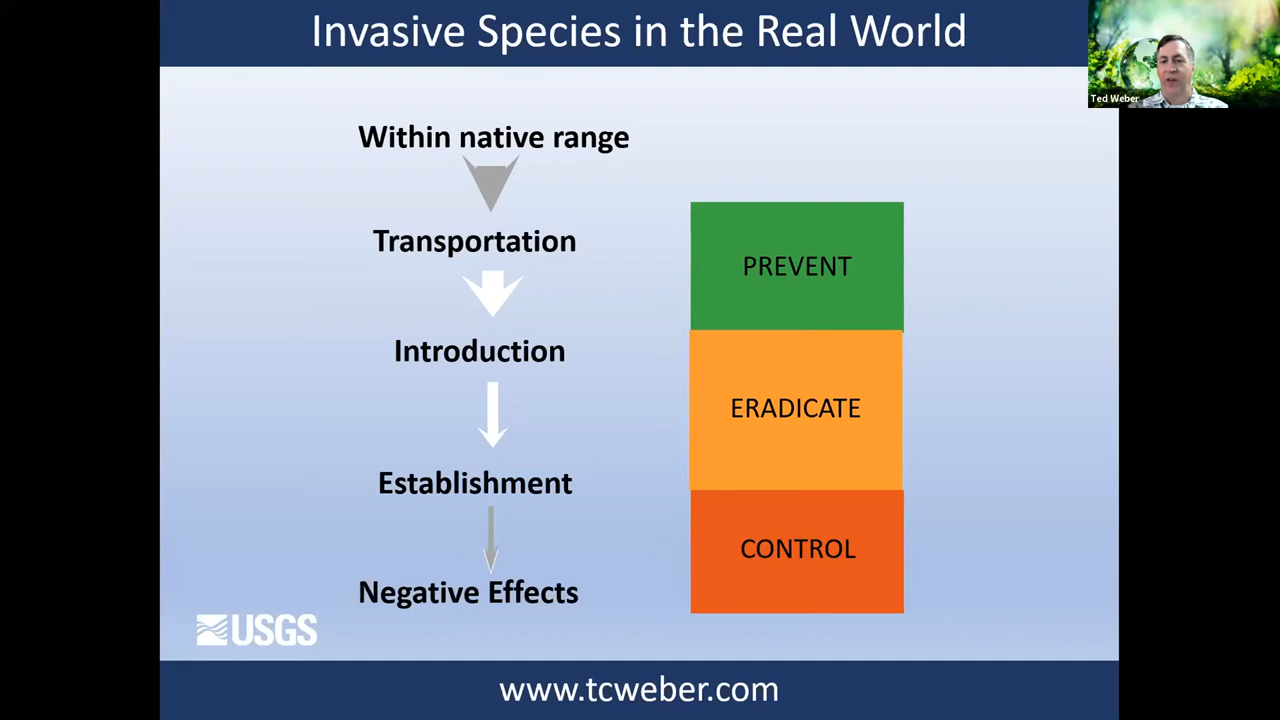 Invasive Species in the Real World
Ted Weber
Within native range
Transportation
PREVENT
Introduction
ERADICATE
Establishment
CONTROL
Negative Effects
USGS
www.tcweber.com